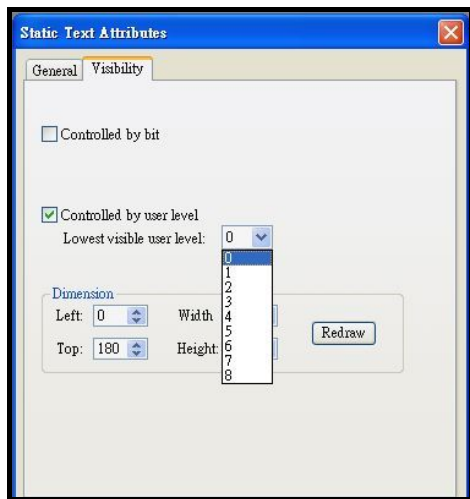 Static Text Attributes
General Visibility
Controlled by bit
Controlled by user level
Lowest visible user level: 0
0
1
2
3
4
5
6
7
8
Dimension
Left: 0 Width
Top: 180 Height:
Redraw